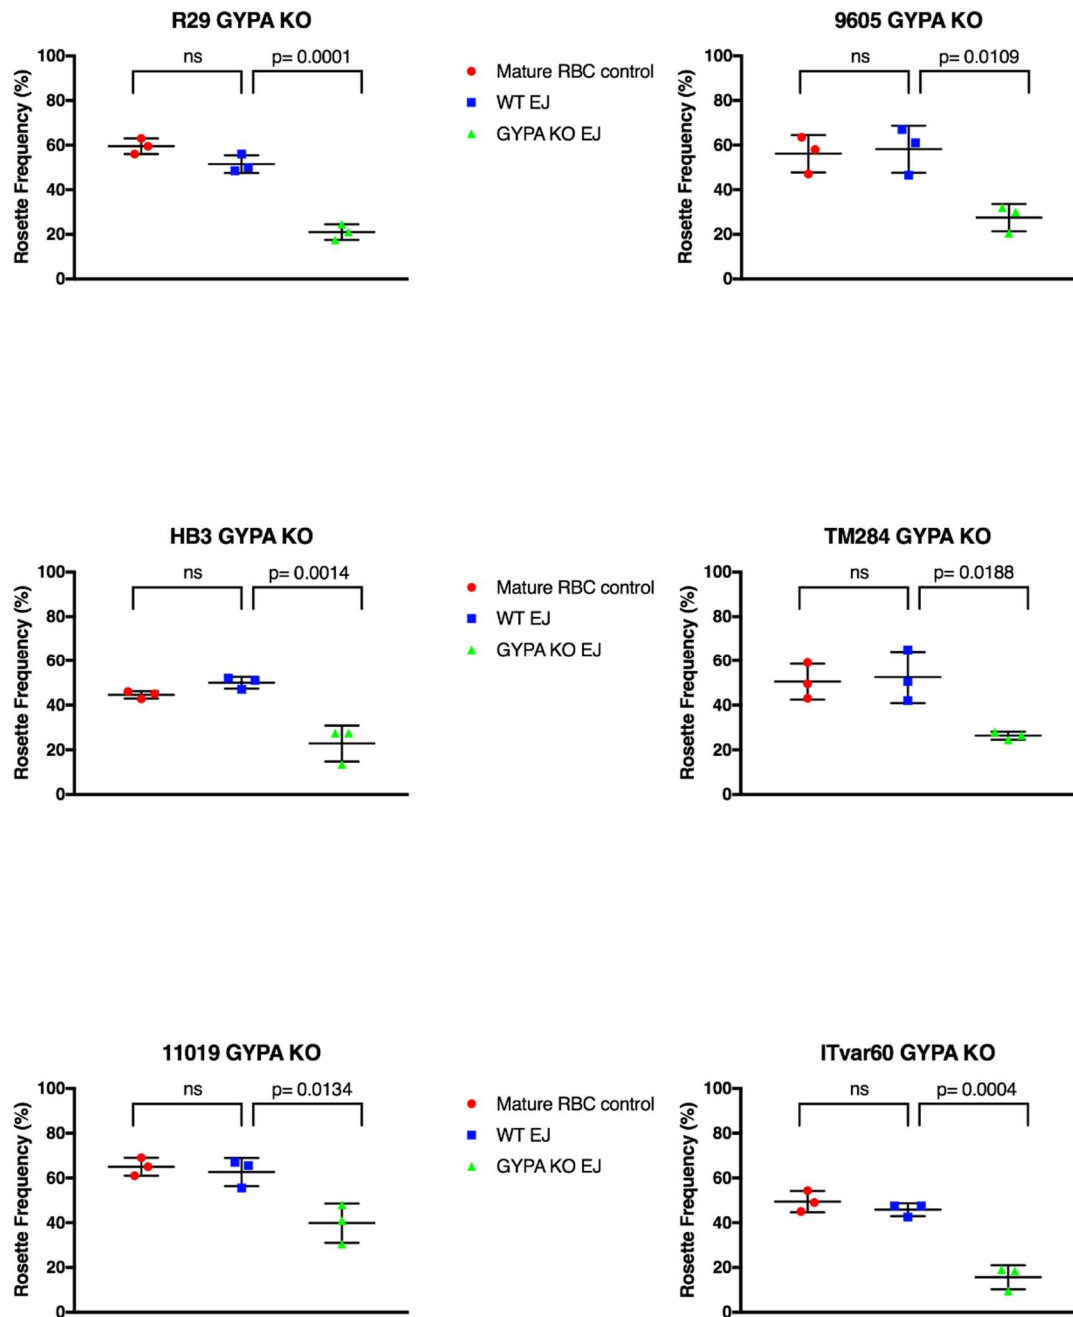 R29 GYPA KO
Rosette Frequency (%)
100
80
60
40
20
0
ns
p= 0.0001
Mature RBC control
WT EJ
GYPA KO EJ
9605 GYPA KO
Rosette Frequency (%)
100
80
60
40
20
0
ns
p= 0.0109
HB3 GYPA KO
Rosette Frequency (%)
100
80
60
40
20
0
ns
p= 0.0014
Mature RBC control
WT EJ
GYPA KO EJ
TM284 GYPA KO
Rosette Frequency (%)
100
80
60
40
20
0
ns
p= 0.0188
11019 GYPA KO
Rosette Frequency (%)
100
80
60
40
20
0
ns
p= 0.0134
Mature RBC control
WT EJ
GYPA KO EJ
ITvar60 GYPA KO
Rosette Frequency (%)
100
80
60
40
20
0
ns
p= 0.0004